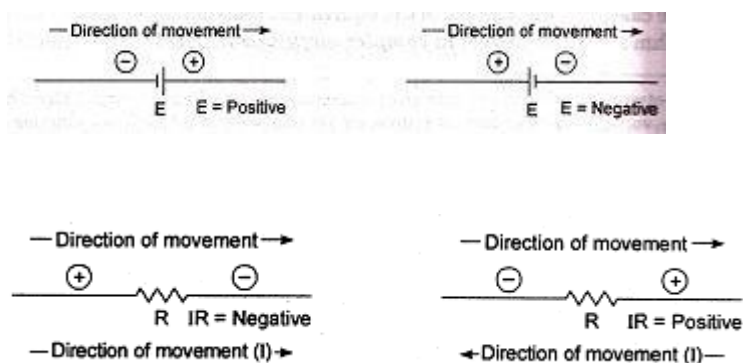 Direction of movement
Direction of movement
⊖ ⊕
⊕ ⊖
E E = Positive
E E = Negative
Direction of movement
Direction of movement
⊕ ⊖
⊖ ⊕
R IR = Negative
R IR = Positive
Direction of movement (I)
Direction of movement (I)